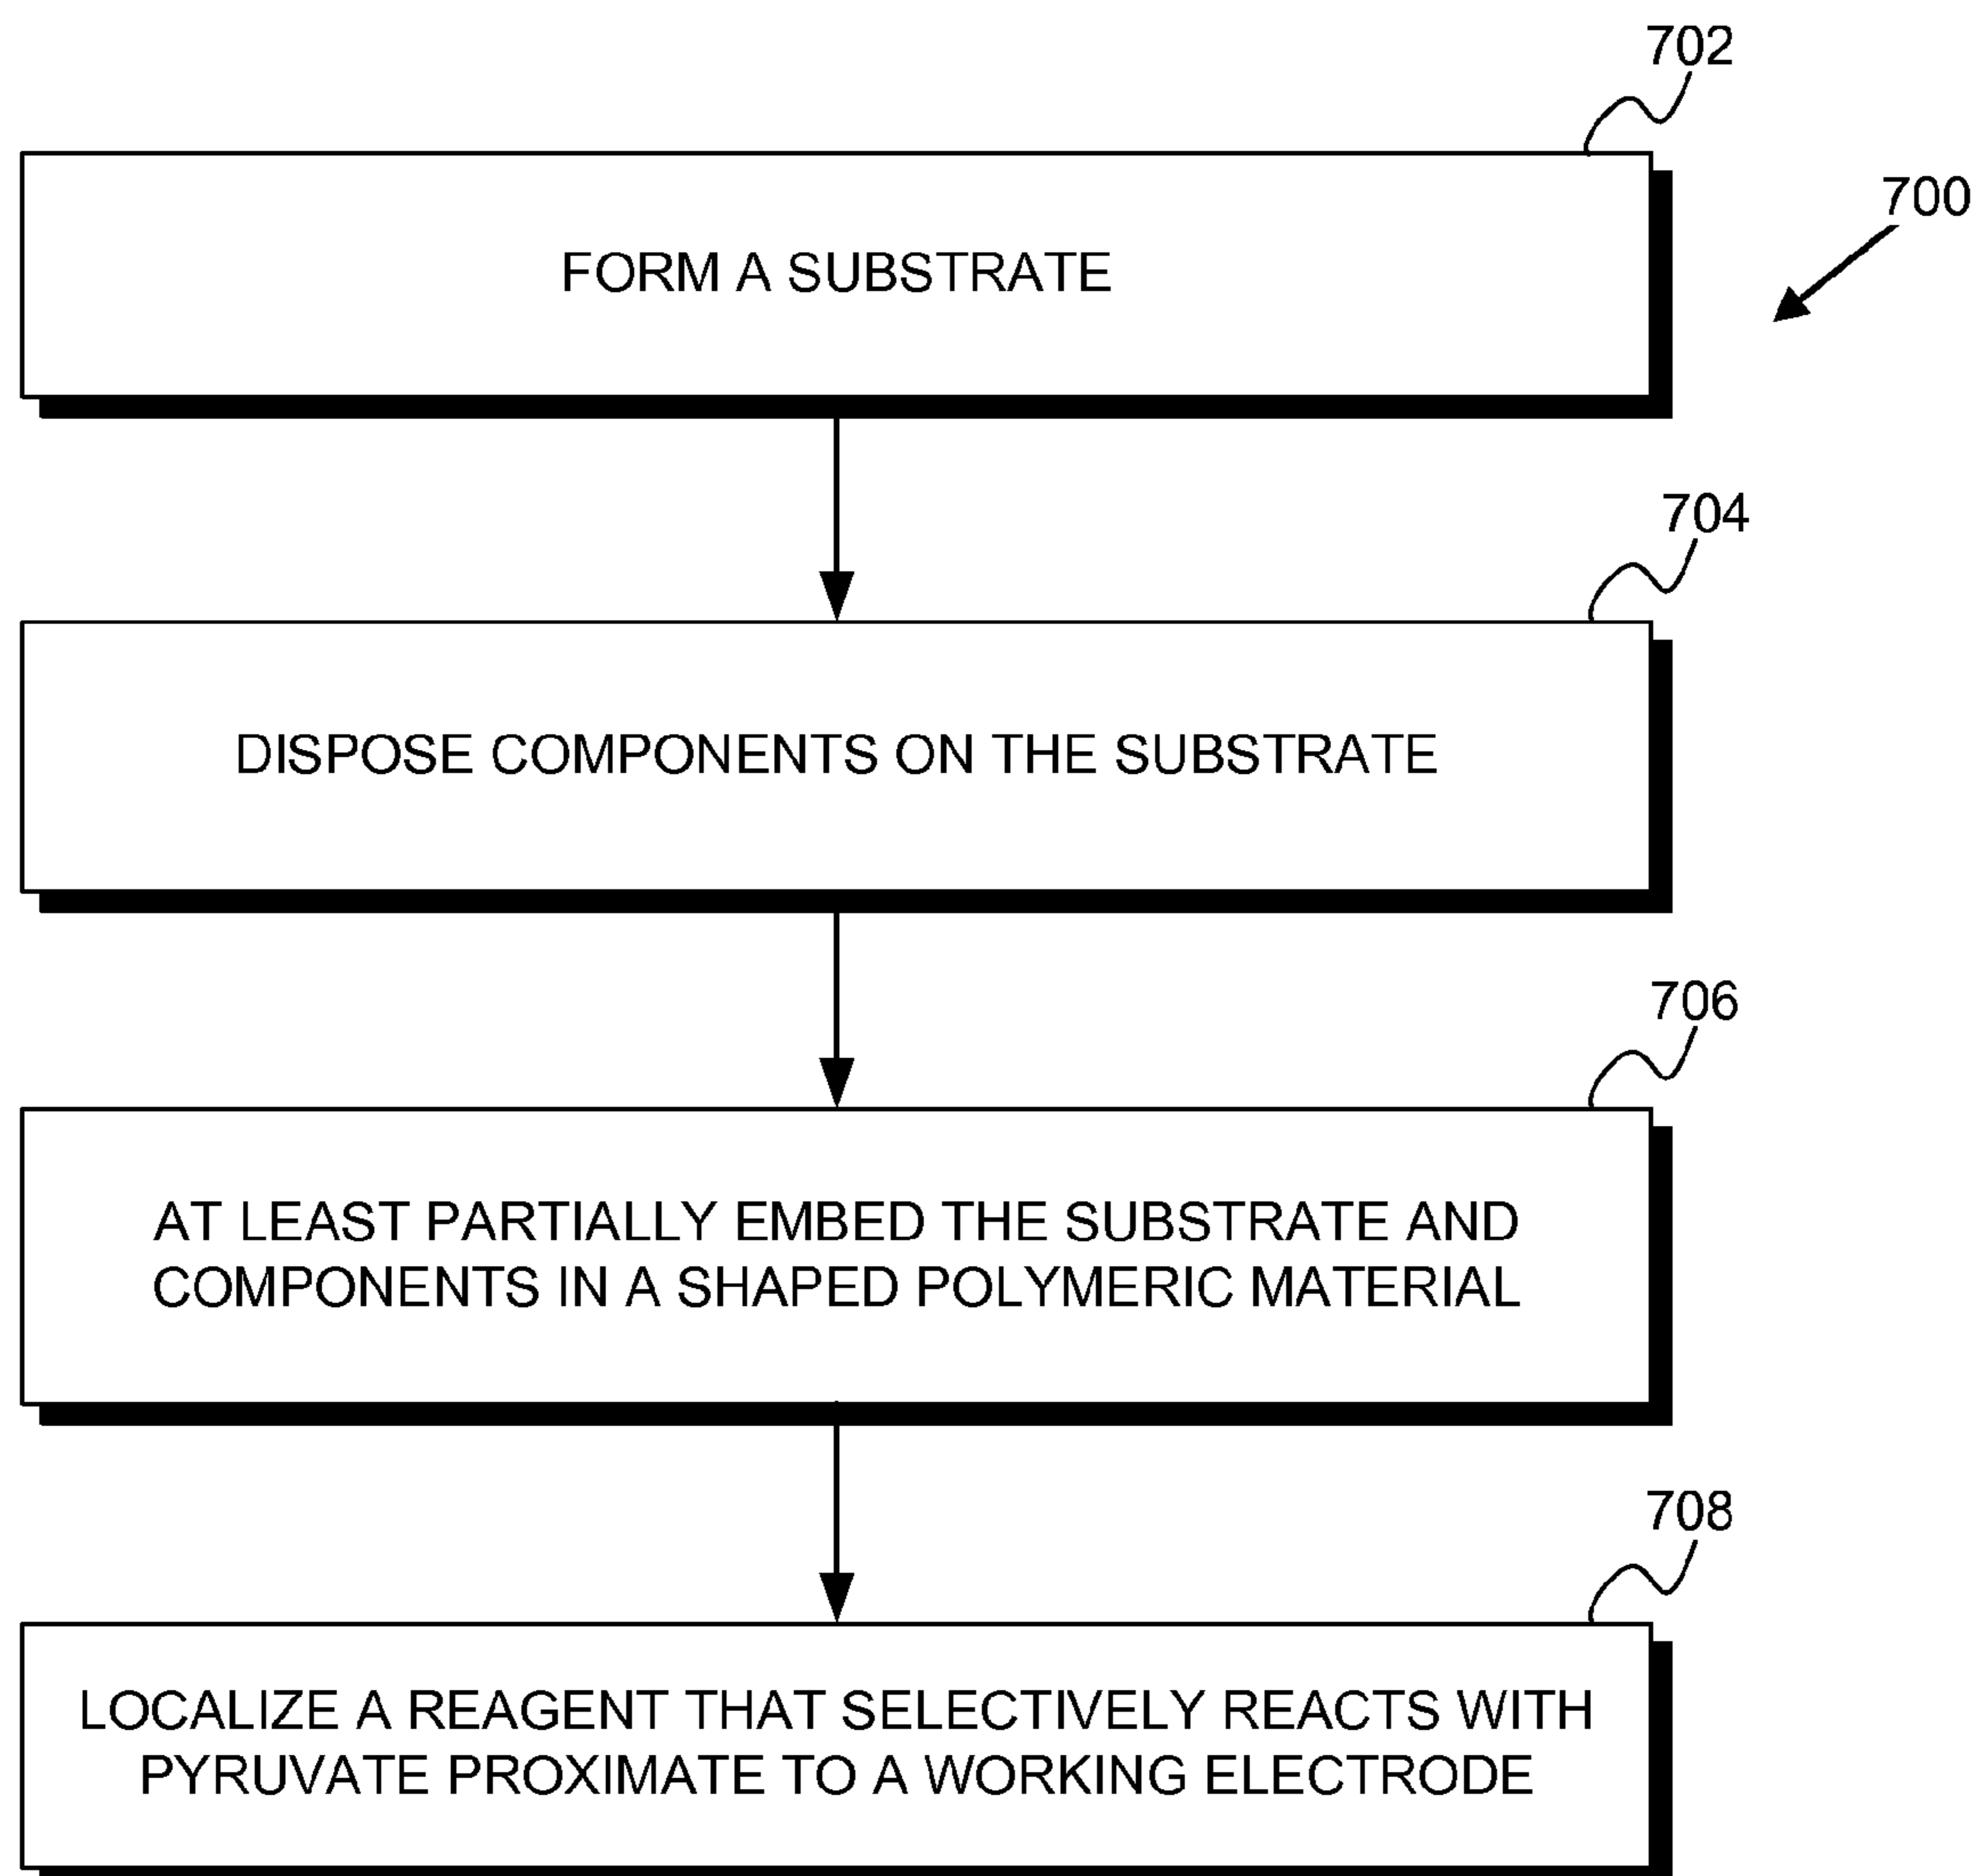 702
700
FORM A SUBSTRATE
704
DISPOSE COMPONENTS ON THE SUBSTRATE
706
AT LEAST PARTIALLY EMBED THE SUBSTRATE AND
COMPONENTS IN A SHAPED POLYMERIC MATERIAL
708
LOCALIZE A REAGENT THAT SELECTIVELY REACTS WITH
PYRUVATE PROXIMATE TO A WORKING ELECTRODE